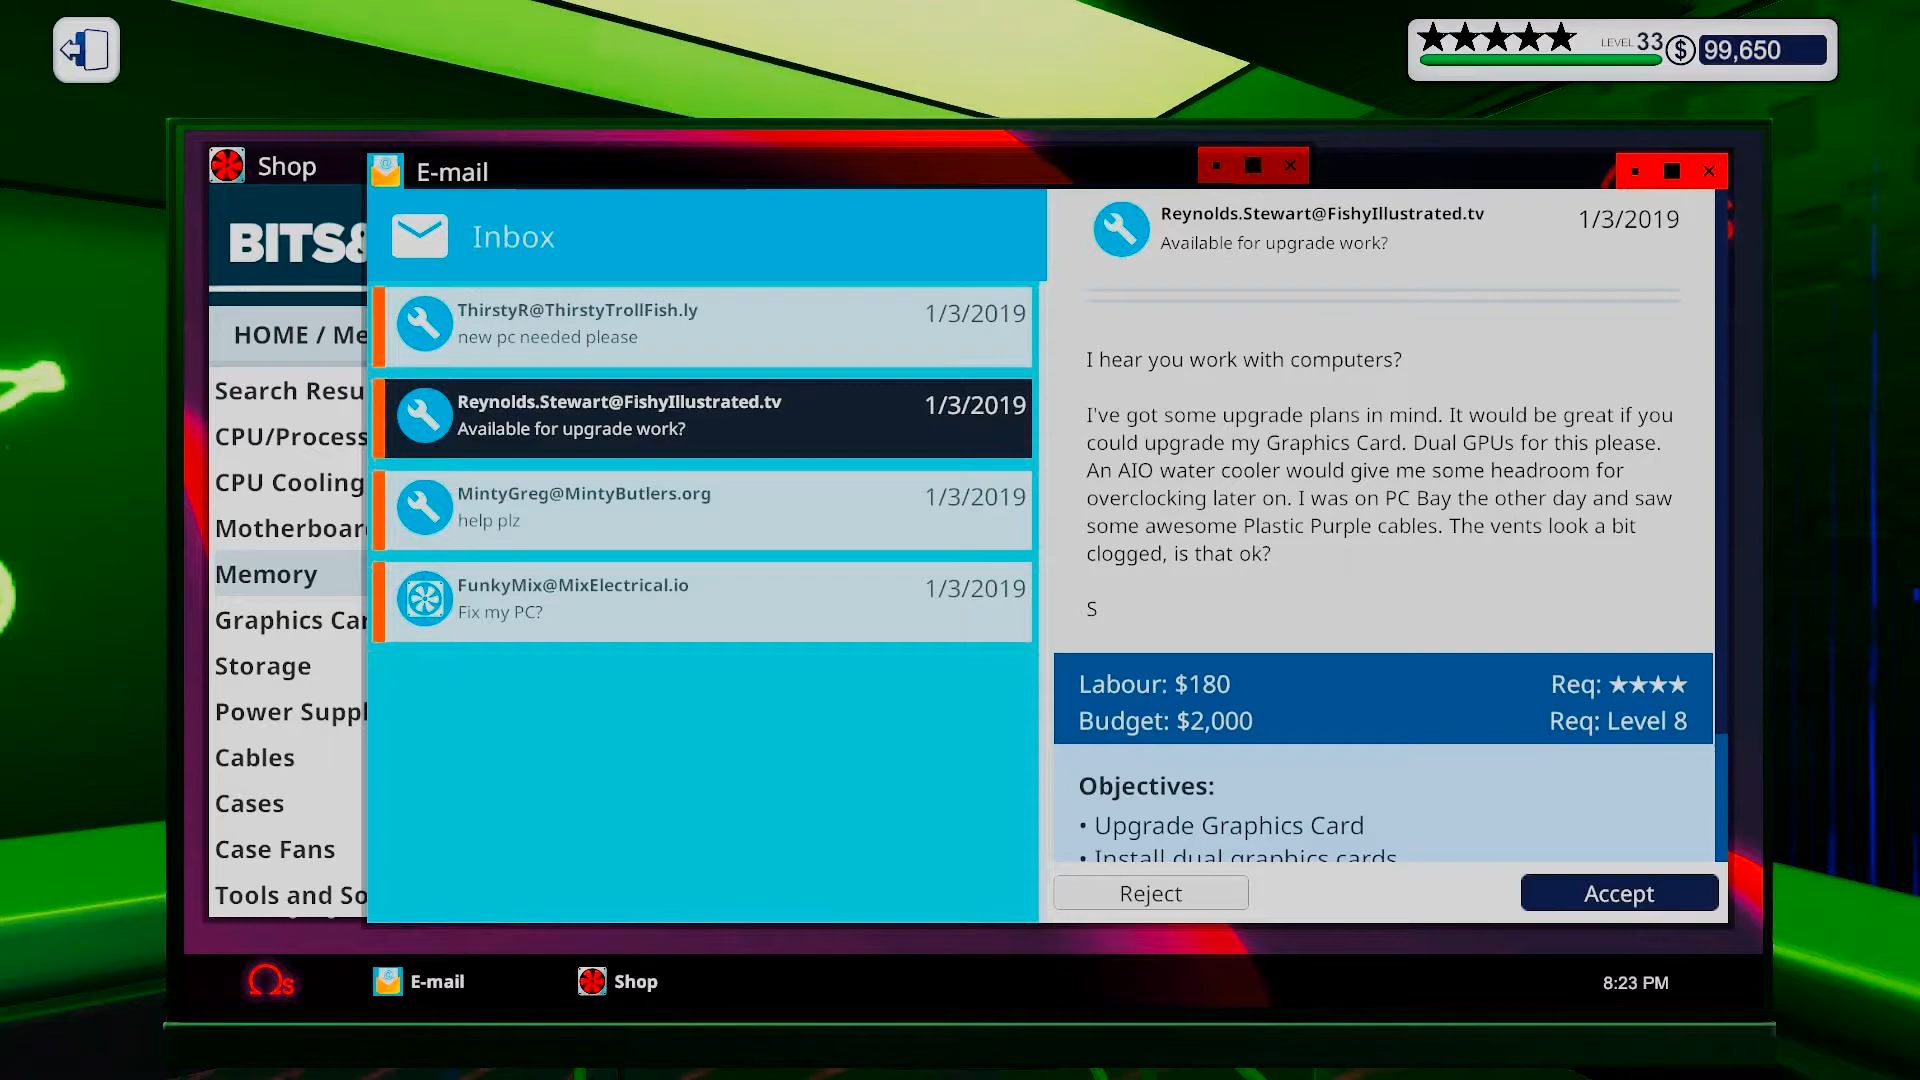 LEVEL 33
$ 99,650
Shop
E-mail
BITS&
HOME / Me
Search Resu
CPU/Process
CPU Cooling
Motherboar
Memory
Graphics Car
Storage
Power Suppl
Cables
Cases
Case Fans
Tools and So
Inbox
ThirstyR@ThirstyTrollFish.ly
1/3/2019
new pc needed please
Reynolds.Stewart@FishyIllustrated.tv
1/3/2019
Available for upgrade work?
MintyGreg@MintyButlers.org
1/3/2019
help plz
FunkyMix@MixElectrical.io
1/3/2019
Fix my PC?
Reynolds.Stewart@FishyIllustrated.tv
1/3/2019
Available for upgrade work?
I hear you work with computers?
I've got some upgrade plans in mind. It would be great if you
could upgrade my Graphics Card. Dual GPUs for this please.
An AIO water cooler would give me some headroom for
overclocking later on. I was on PC Bay the other day and saw
some awesome Plastic Purple cables. The vents look a bit
clogged, is that ok?
S
Labour: $180
Req: ★★★★
Budget: $2,000
Req: Level 8
Objectives:
• Upgrade Graphics Card
• Install dual graphics cards
Reject
Accept
Ωs
E-mail
Shop
8:23 PM